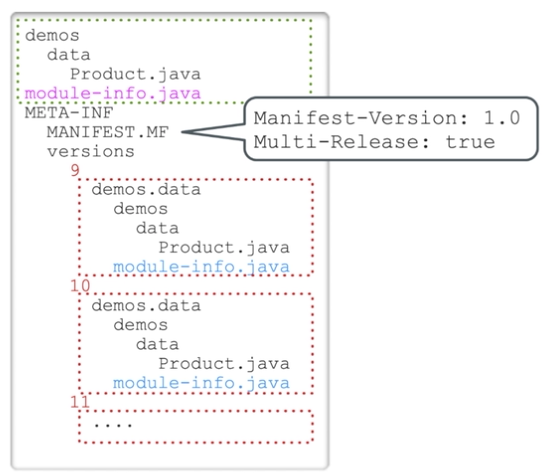 demos
data
Product.java
module-info.java
META-INF
MANIFEST.MF
versions
Manifest-Version: 1.0
Multi-Release: true
9
demos.data
demos
data
Product.java
module-info.java
10
demos.data
demos
data
Product.java
module-info.java
11
....